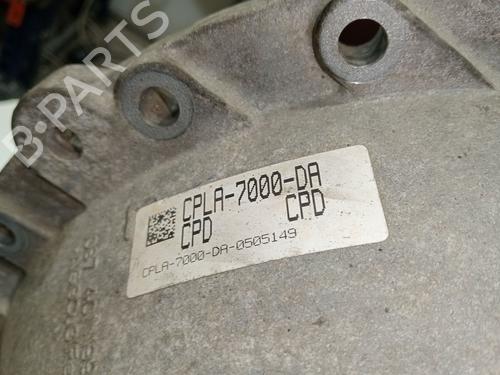 B-PARTS
CPLA-7000-DA
CPD CPD
CPLA-7000-DA-0505149